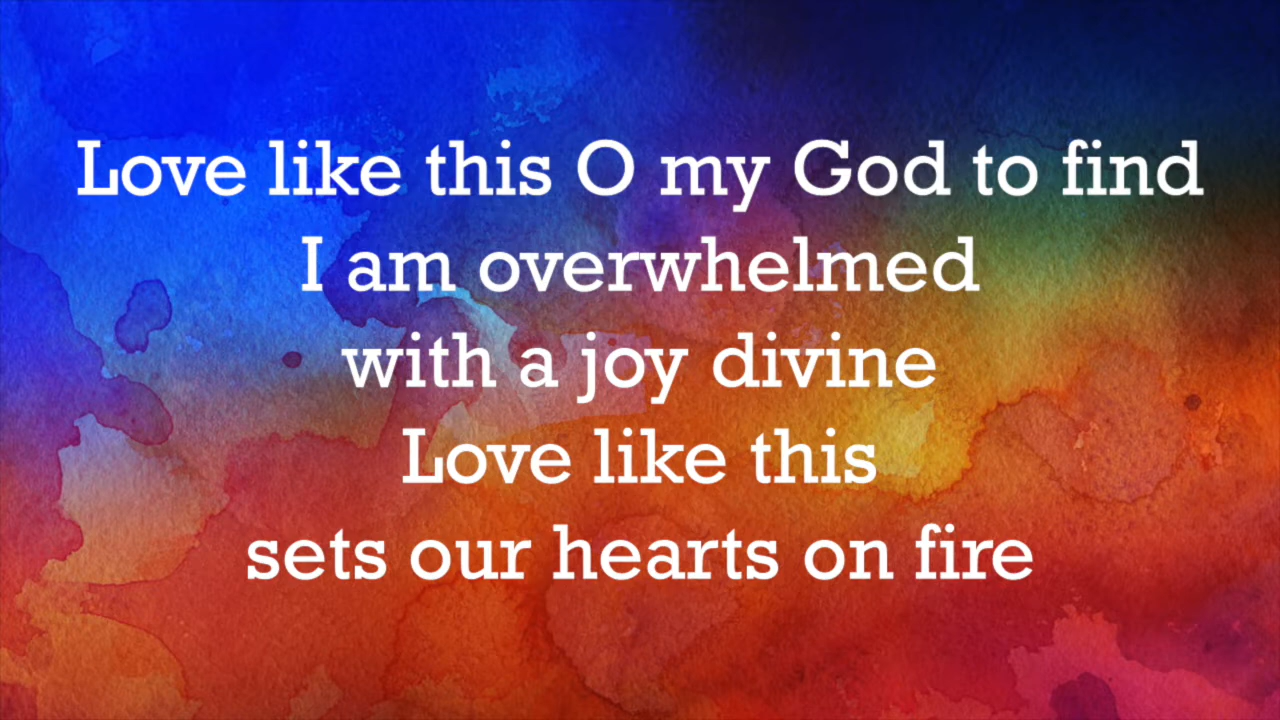 Love like this O my God to find
I am overwhelmed
with a joy divine
Love like this
sets our hearts on fire